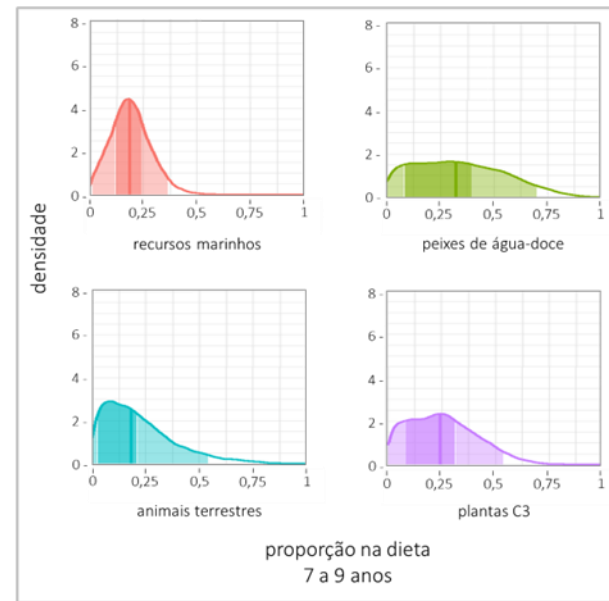 8 -
6 -
4 -
2 -
0 -
0 0,25 0,5 0,75 1
recursos marinhos
8 -
6 -
4 -
2 -
0 -
0 0,25 0,5 0,75 1
peixes de água-doce
densidade
8 -
6 -
4 -
2 -
0 -
0 0,25 0,5 0,75 1
animais terrestres
8 -
6 -
4 -
2 -
0 -
0 0,25 0,5 0,75 1
plantas C3
proporção na dieta
7 a 9 anos